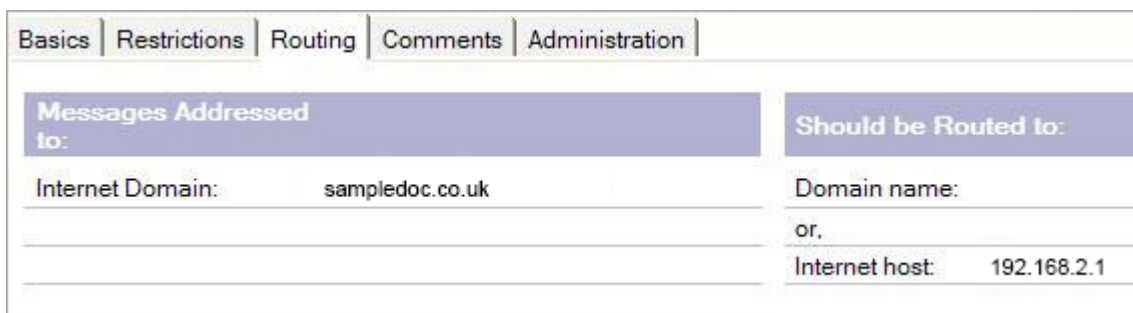 Basics Restrictions Routing Comments Administration
Messages Addressed
to:
Internet Domain: sampledoc.co.uk
Should be Routed to:
Domain name:
or,
Internet host: 192.168.2.1